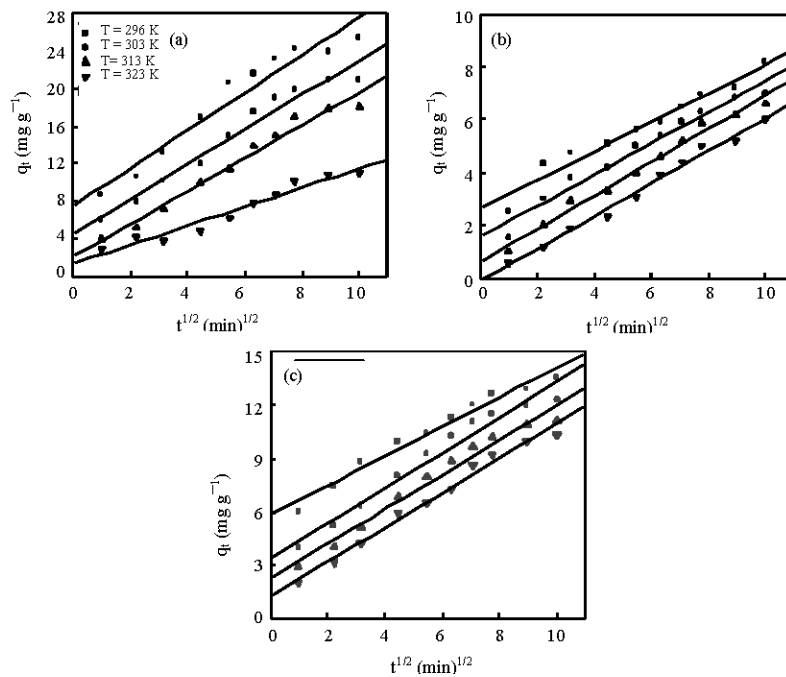 (a)
T = 296 K
T = 303 K
T= 313 K
T = 323 K
28
24
20
16
12
8
4
0
qt (mg g−1)
0 2 4 6 8 10
t1/2 (min)1/2
(b)
10
8
6
4
2
0
qt (mg g−1)
0 2 4 6 8 10
t1/2 (min)1/2
(c)
15
12
9
6
3
0
qt (mg g−1)
0 2 4 6 8 10
t1/2 (min)1/2